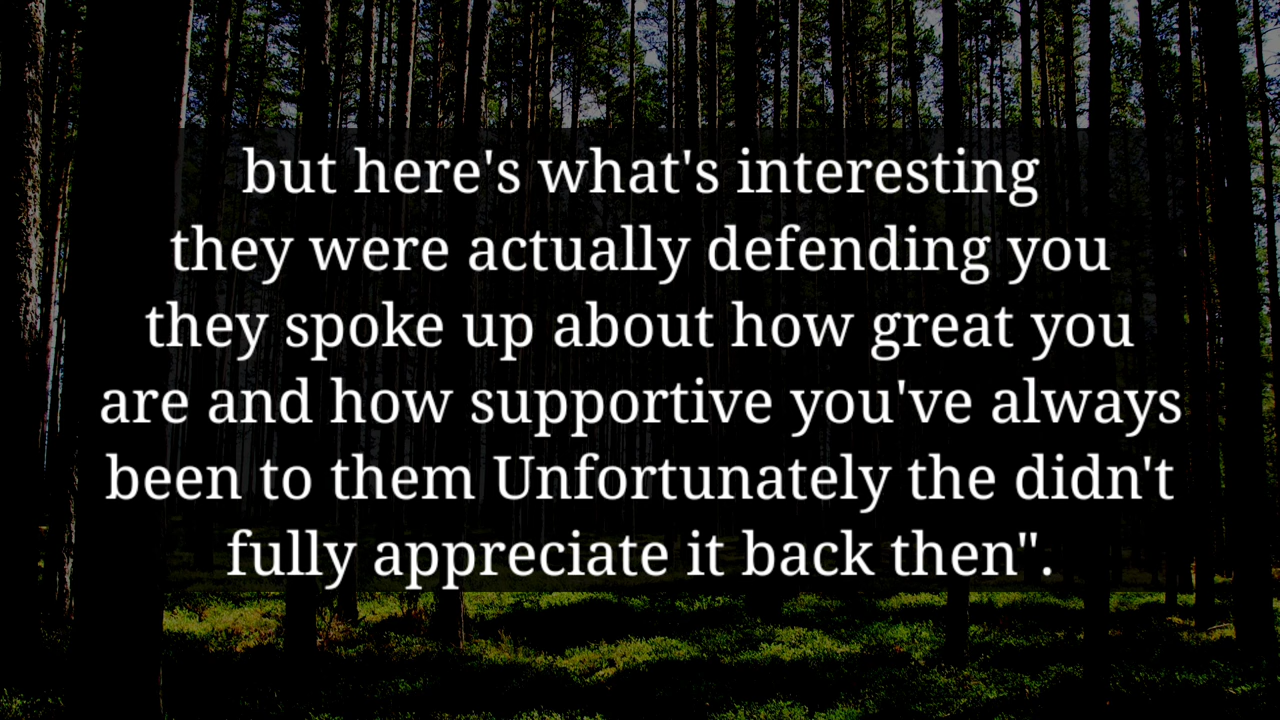 but here's what's interesting
they were actually defending you
they spoke up about how great you
are and how supportive you've always
been to them Unfortunately the didn't
fully appreciate it back then".